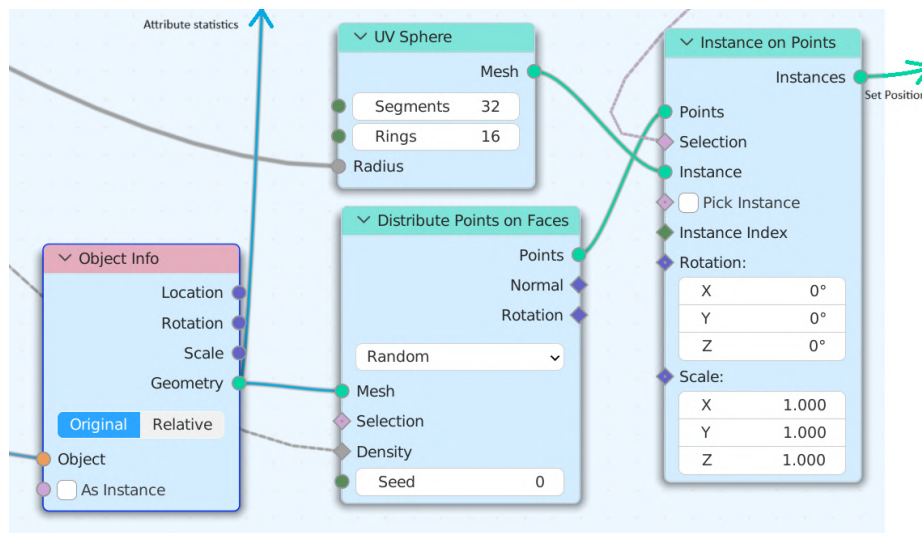 Attribute statistics
UV Sphere
Mesh
Segments 32
Rings 16
Radius
Instance on Points
Instances
Set Position
Points
Selection
Instance
Pick Instance
Instance Index
Rotation:
X 0°
Y 0°
Z 0°
Scale:
X 1.000
Y 1.000
Z 1.000
Distribute Points on Faces
Points
Normal
Rotation
Random
Mesh
Selection
Density
Seed 0
Object Info
Location
Rotation
Scale
Geometry
Original Relative
Object
As Instance